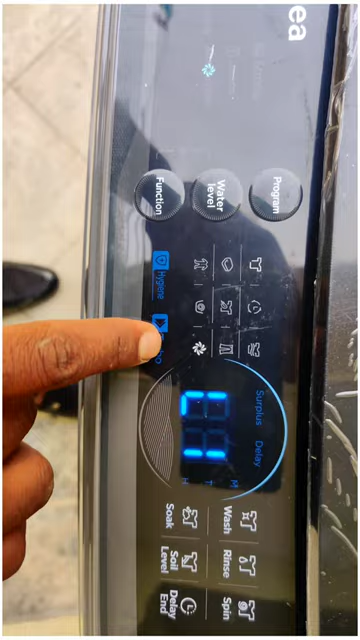 ea
Program
Water
level
Function
Hygiene
Surplus Delay
M
T
H
Wash Rinse Spin
Soak Soil Level Delay End